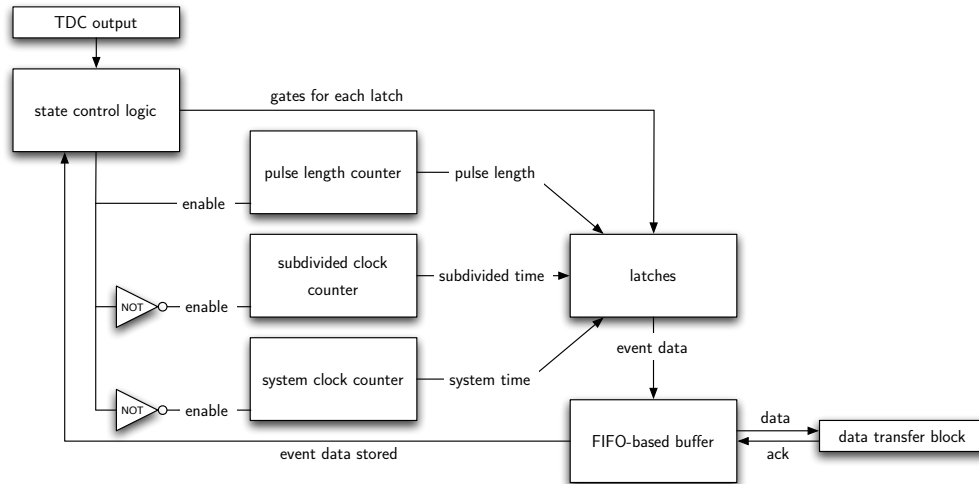 TDC output
state control logic
gates for each latch
pulse length counter
pulse length
enable
subdivided clock
counter
subdivided time
latches
NOT
enable
event data
system clock counter
system time
NOT
enable
FIFO-based buffer
data
ack
data transfer block
event data stored